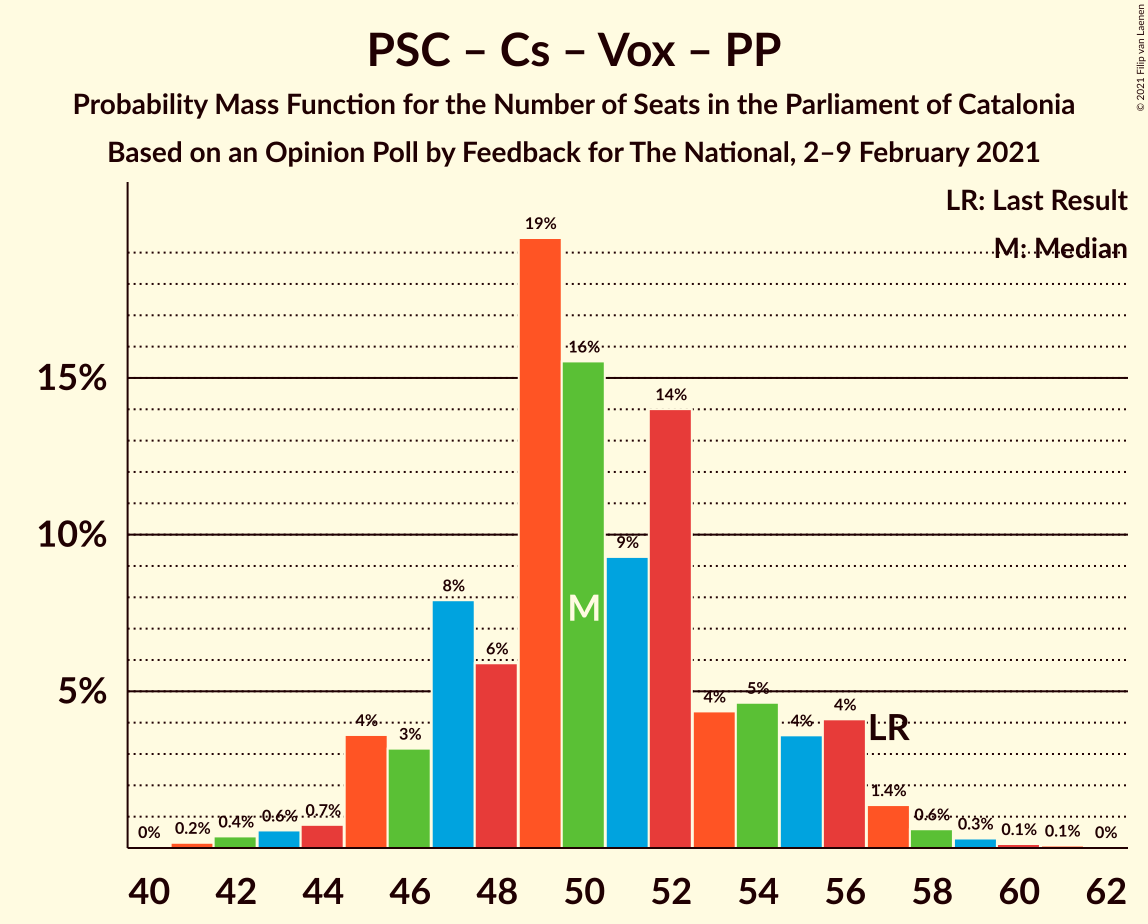 PSC – Cs – Vox – PP
Probability Mass Function for the Number of Seats in the Parliament of Catalonia
Based on an Opinion Poll by Feedback for The National, 2–9 February 2021
© 2021 Filip van Laenen
LR: Last Result
M: Median
15%
10%
5%
0%
0.2%
0.4%
0.6%
0.7%
4%
3%
8%
6%
19%
16%
9%
14%
4%
5%
4%
4%
1.4%
0.6%
0.3%
0.1%
0.1%
0%
M
LR
40 42 44 46 48 50 52 54 56 58 60 62